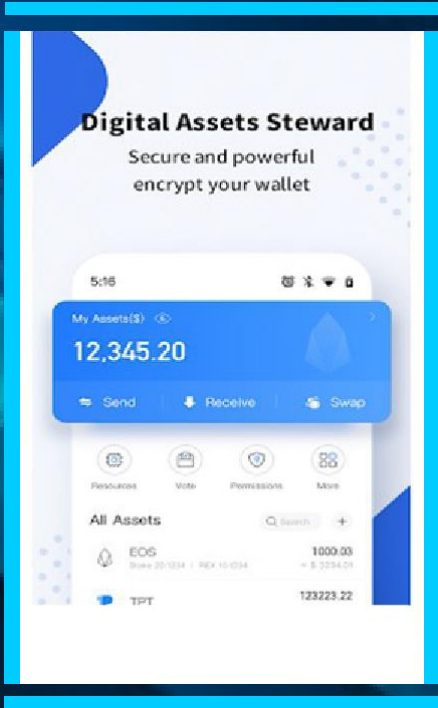 Digital Assets Steward
Secure and powerful
encrypt your wallet
5:16
My Assets($)
12,345.20
Send
Receive
Swap
Resources
Vote
Permissions
More
All Assets
Search
EOS
1000.03
TPT
123223.22